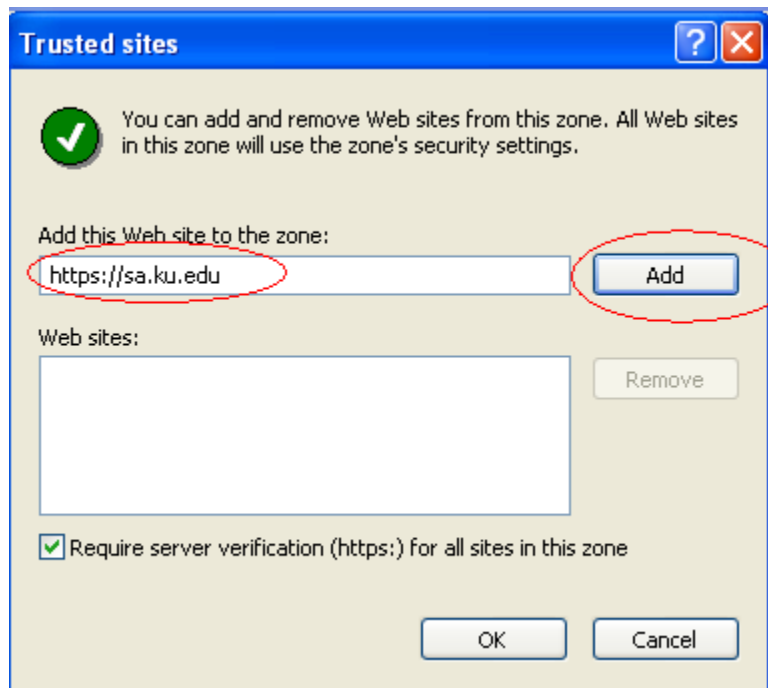 Trusted sites
You can add and remove Web sites from this zone. All Web sites
in this zone will use the zone's security settings.
Add this Web site to the zone:
https://sa.ku.edu
Add
Web sites:
Remove
Require server verification (https:) for all sites in this zone
OK
Cancel